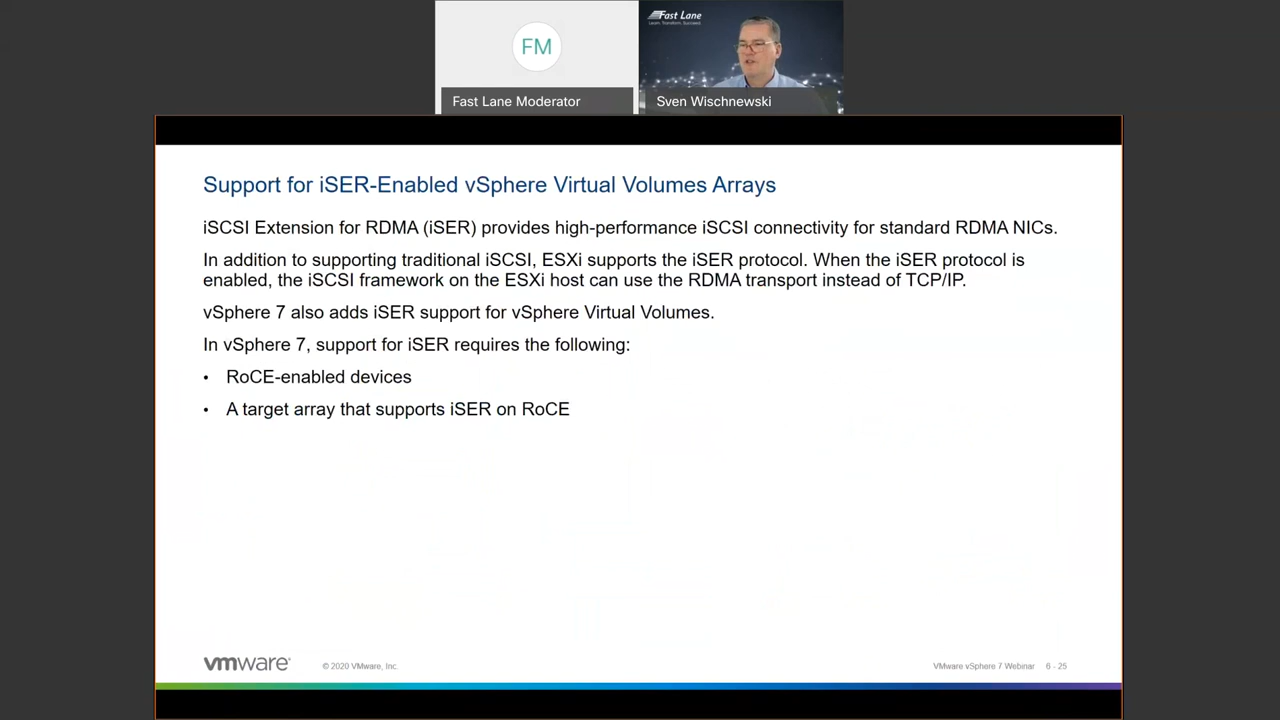 FM
Fast Lane Moderator
Fast Lane
Learn. Transform. Succeed.
Sven Wischnewski
Support for iSER-Enabled vSphere Virtual Volumes Arrays
iSCSI Extension for RDMA (iSER) provides high-performance iSCSI connectivity for standard RDMA NICs.
In addition to supporting traditional iSCSI, ESXi supports the iSER protocol. When the iSER protocol is
enabled, the iSCSI framework on the ESXi host can use the RDMA transport instead of TCP/IP.
vSphere 7 also adds iSER support for vSphere Virtual Volumes.
In vSphere 7, support for iSER requires the following:
• RoCE-enabled devices
• A target array that supports iSER on RoCE
vmware®
© 2020 VMware, Inc.
VMware vSphere 7 Webinar 6 - 25